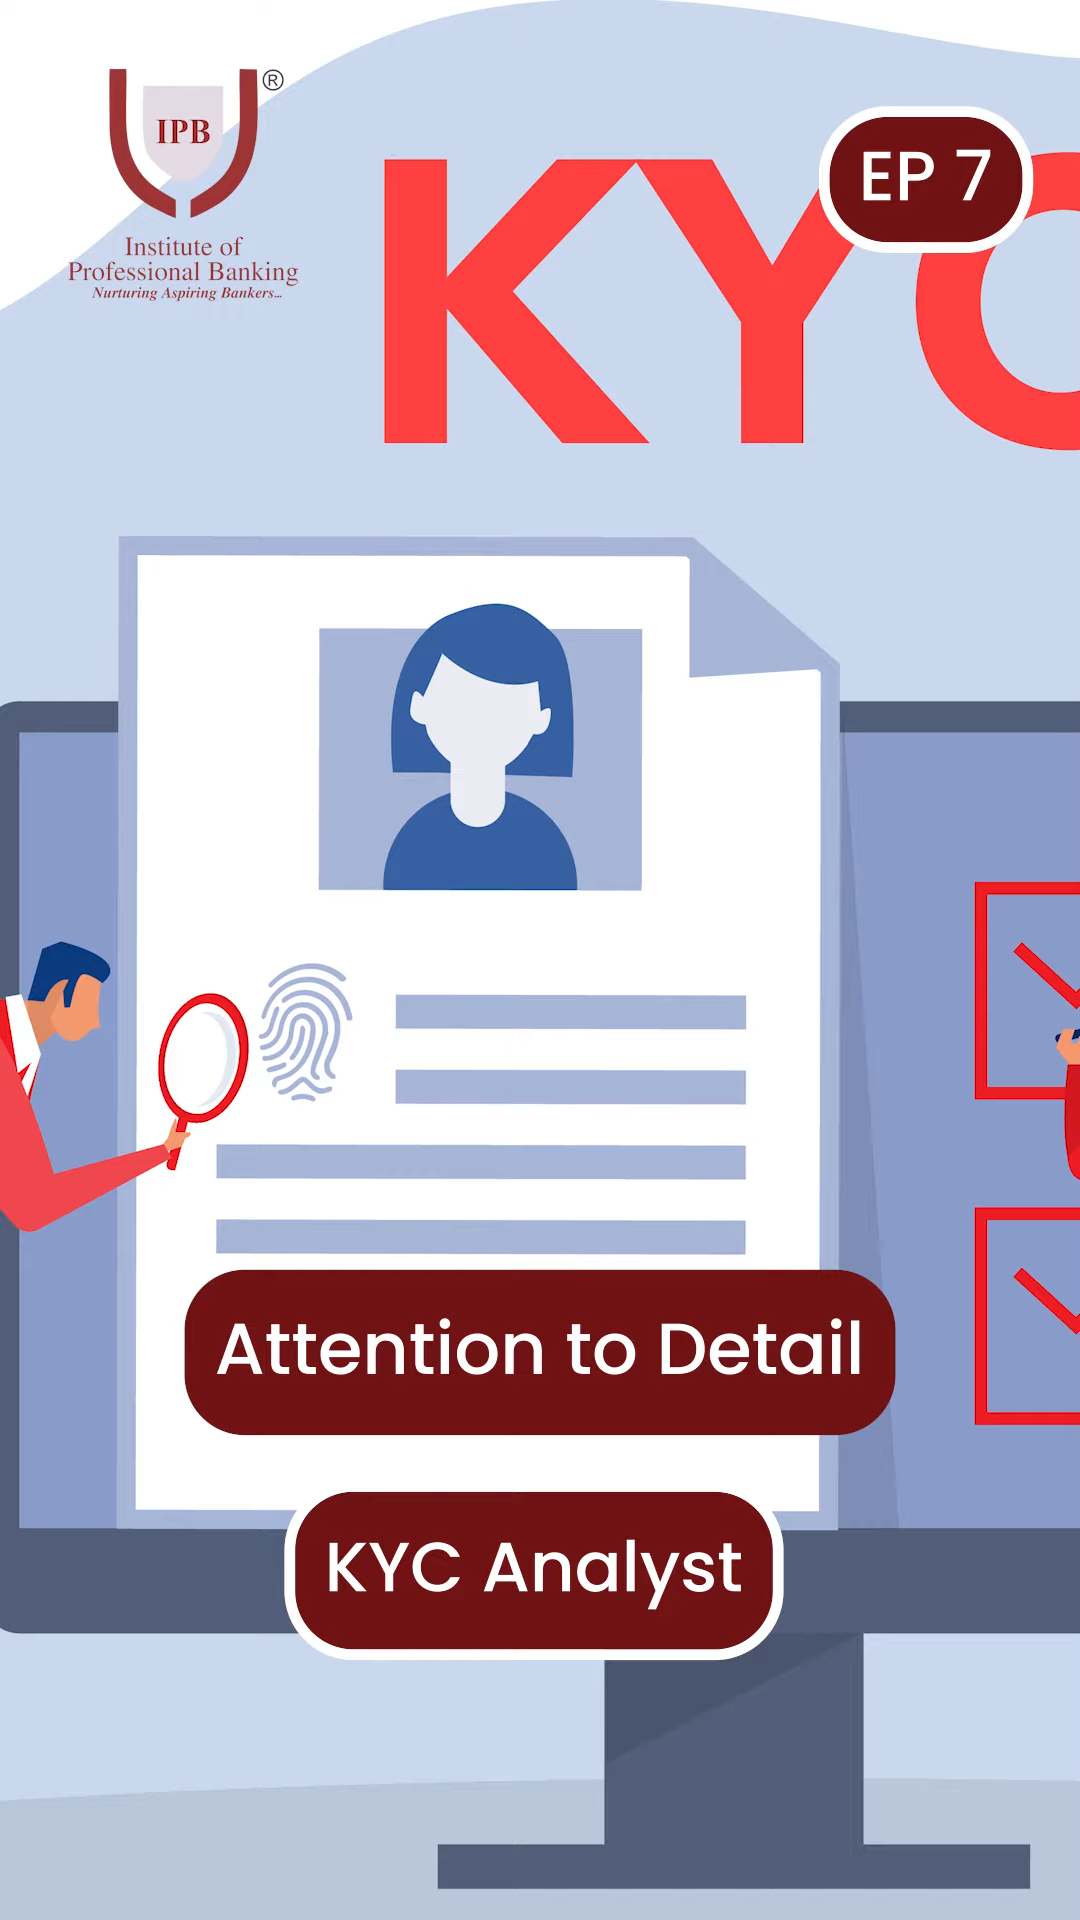 IPB
®
Institute of
Professional Banking
Nurturing Aspiring Bankers...
EP 7
KYC
Attention to Detail
KYC Analyst